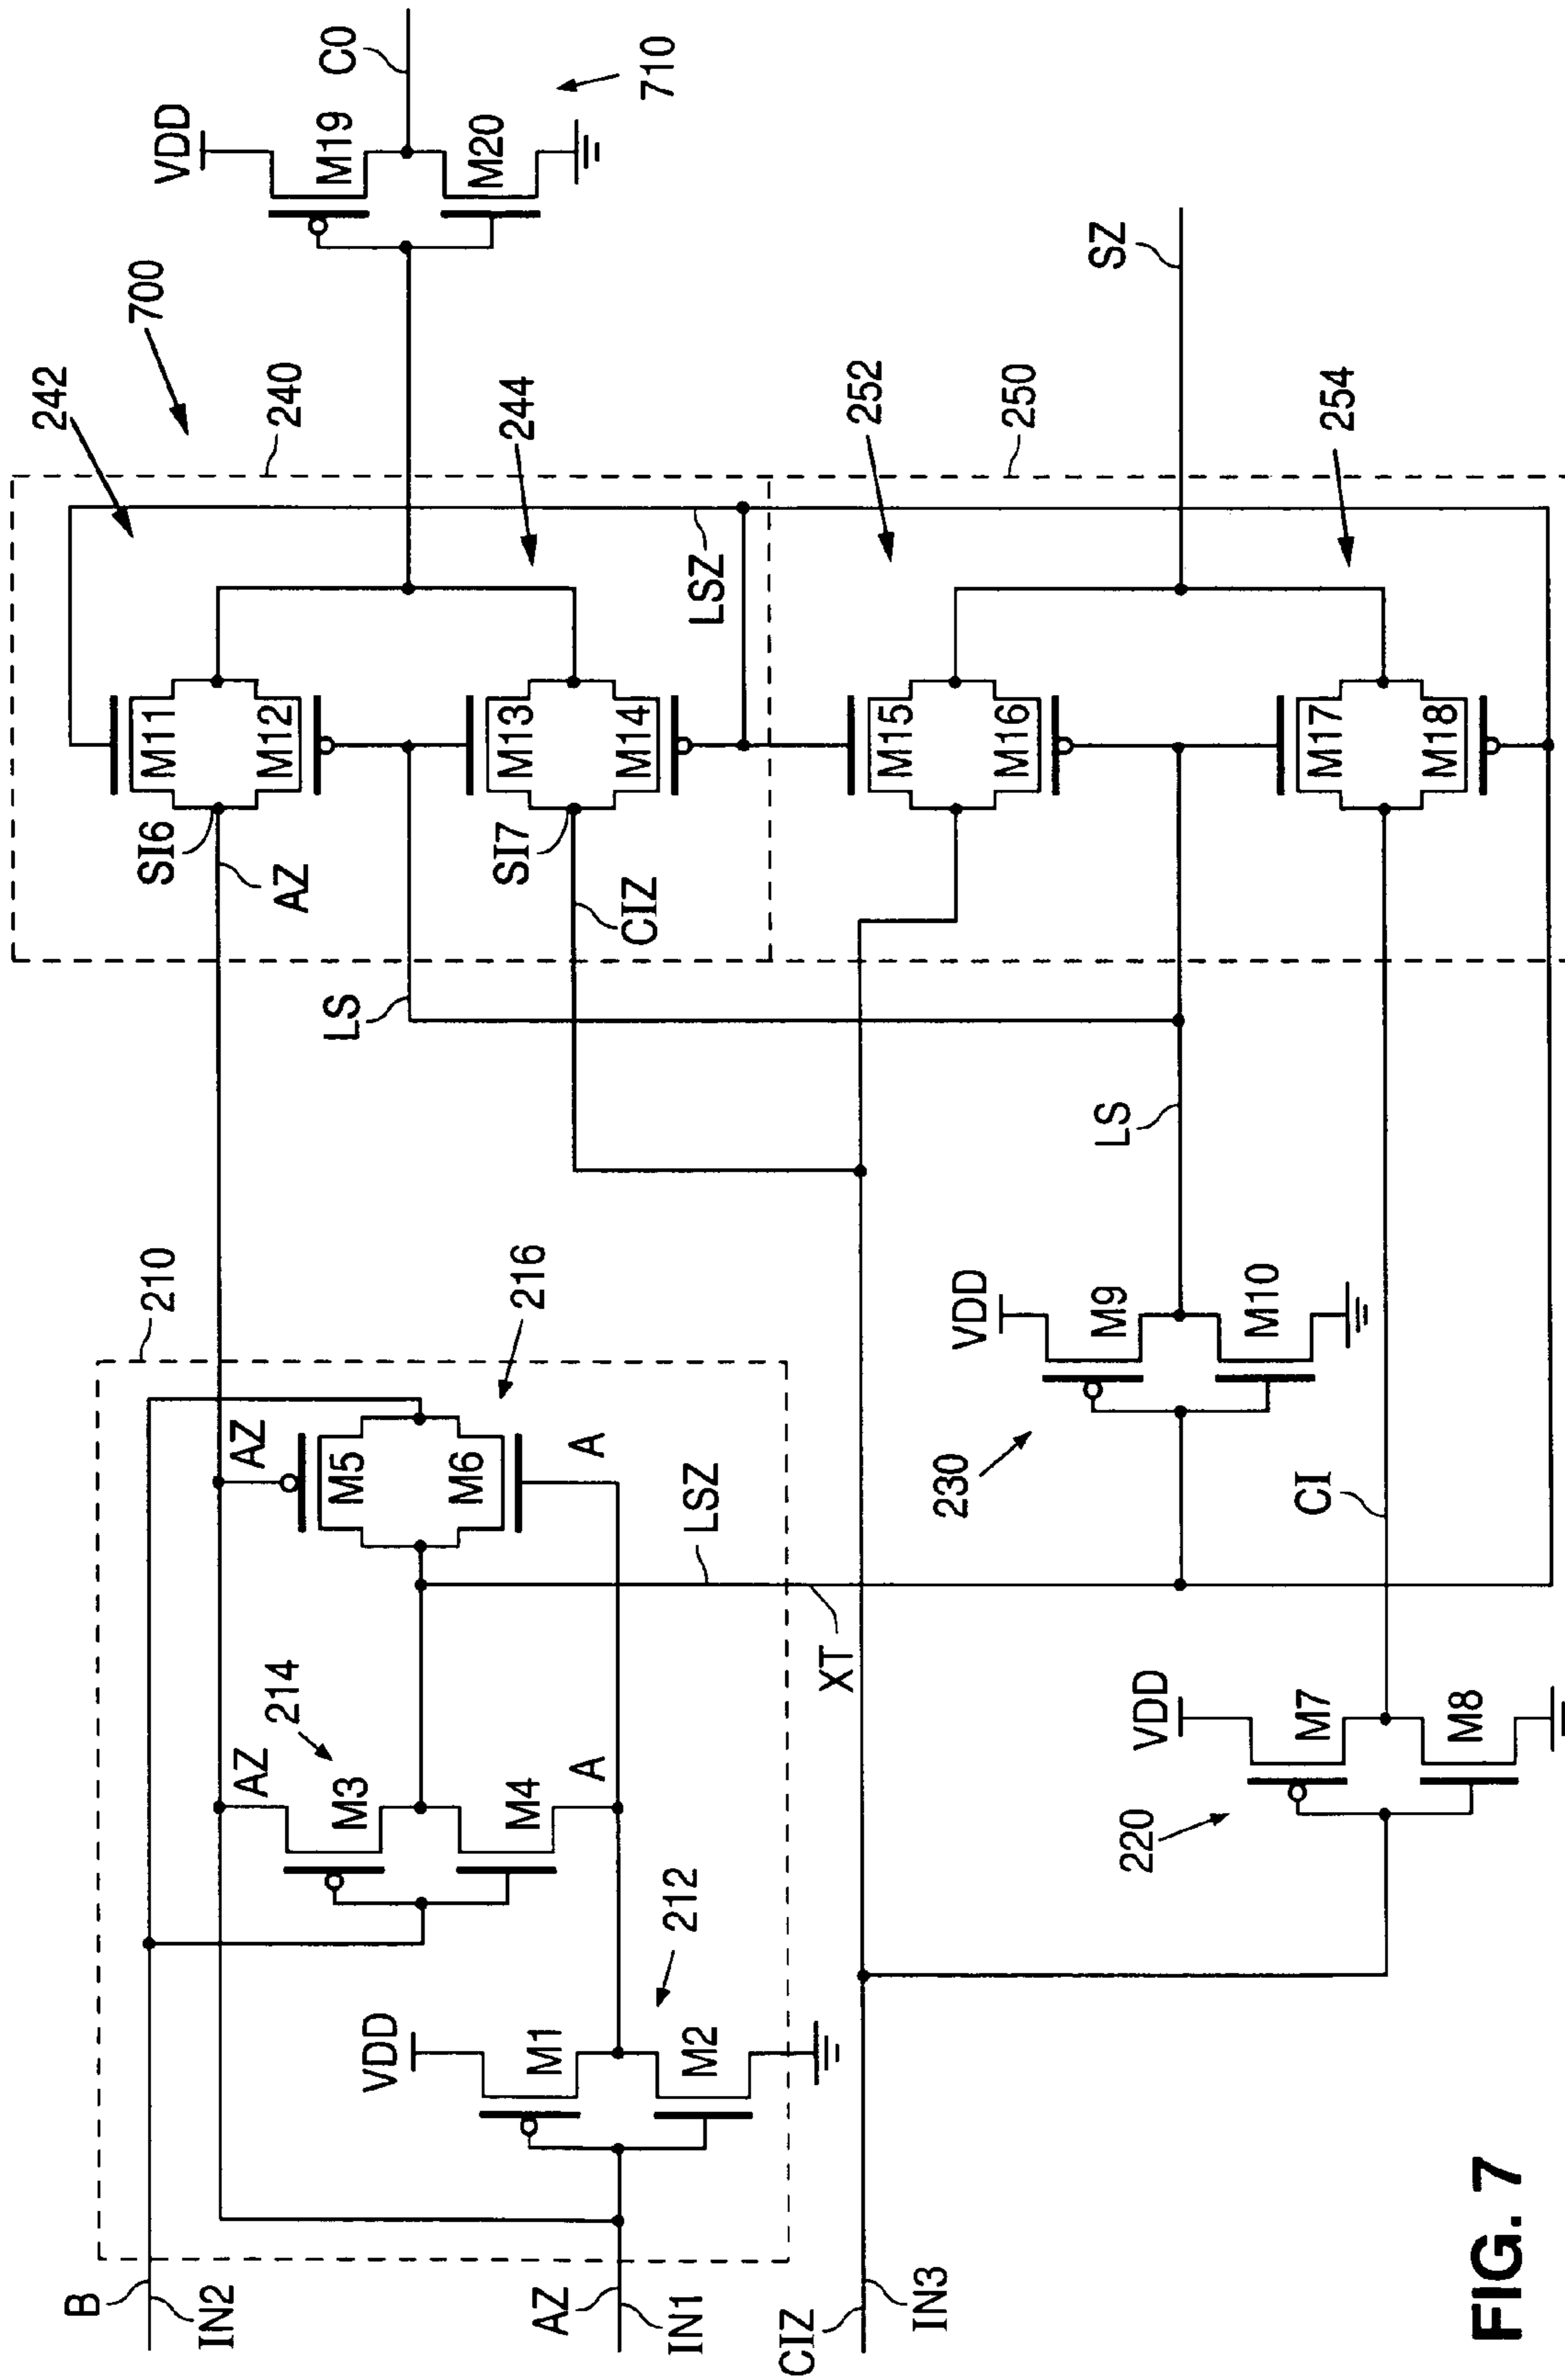 242
700
240
VDD
M19
C0
M20
710
M11
M12
SI6
AZ
244
M13
M14
SI7
CIZ
LSZ
LS
252
SZ
M15
M16
250
M17
M18
254
LS
210
216
AZ
M5
M6
A
LSZ
XT
214
AZ
M3
M4
A
212
VDD
M1
M2
230
VDD
M9
M10
CI
220
VDD
M7
M8
B
IN2
AZ
IN1
CIZ
IN3
FIG. 7